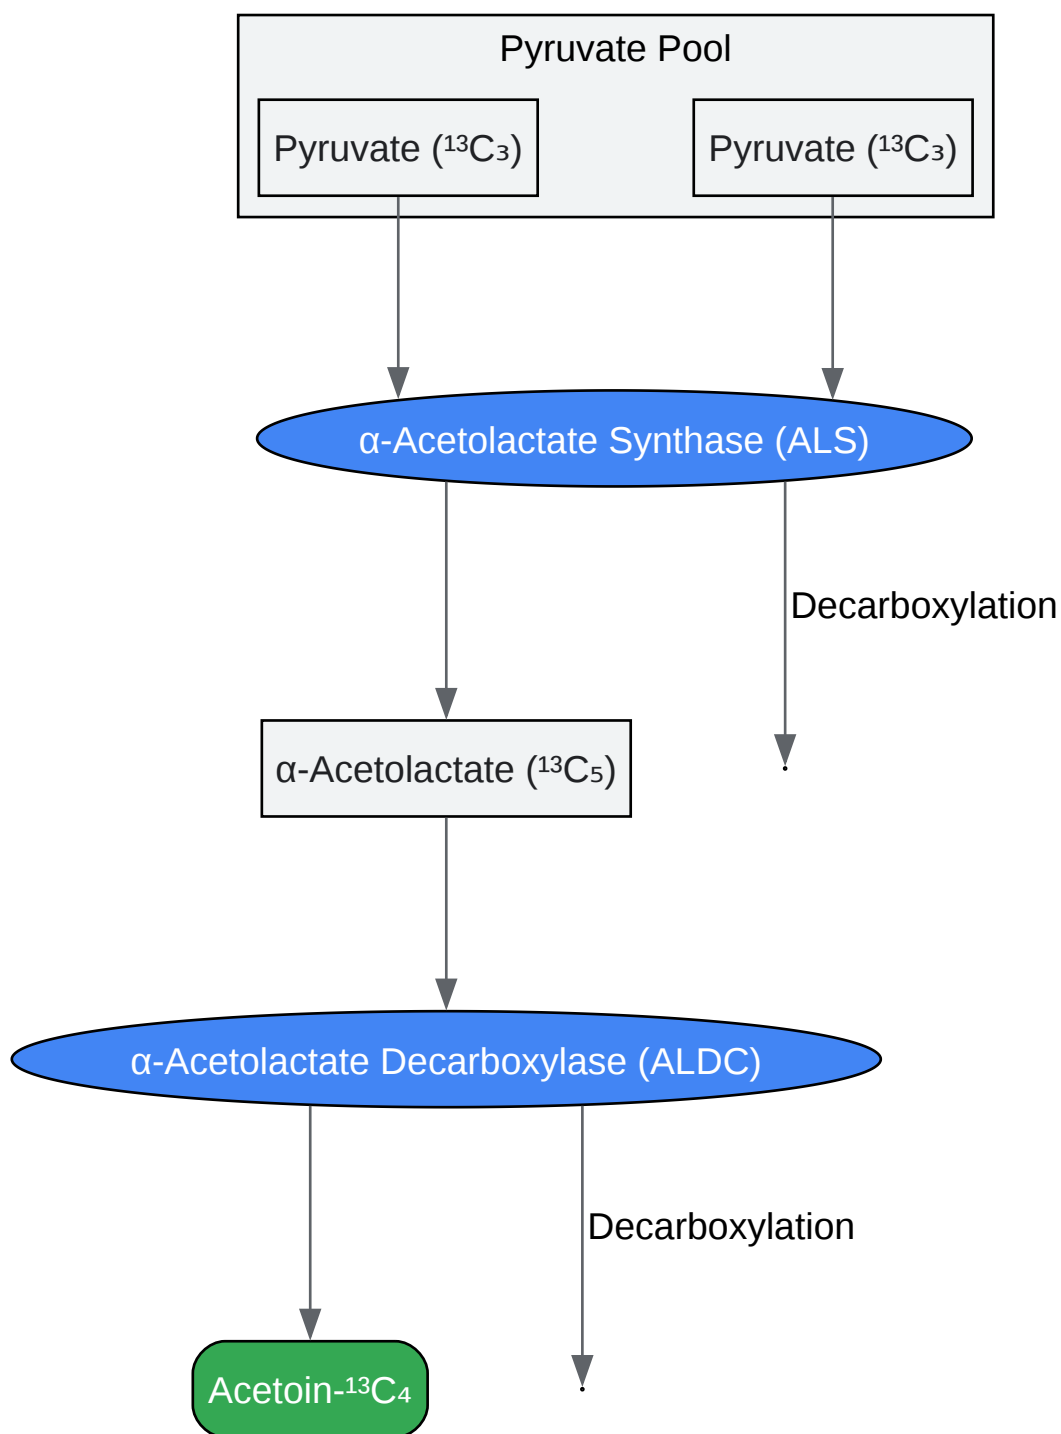 Pyruvate Pool
Pyruvate (¹³C₃)
Pyruvate (¹³C₃)
α-Acetolactate Synthase (ALS)
Decarboxylation
α-Acetolactate (¹³C₅)
α-Acetolactate Decarboxylase (ALDC)
Decarboxylation
Acetoin-¹³C₄